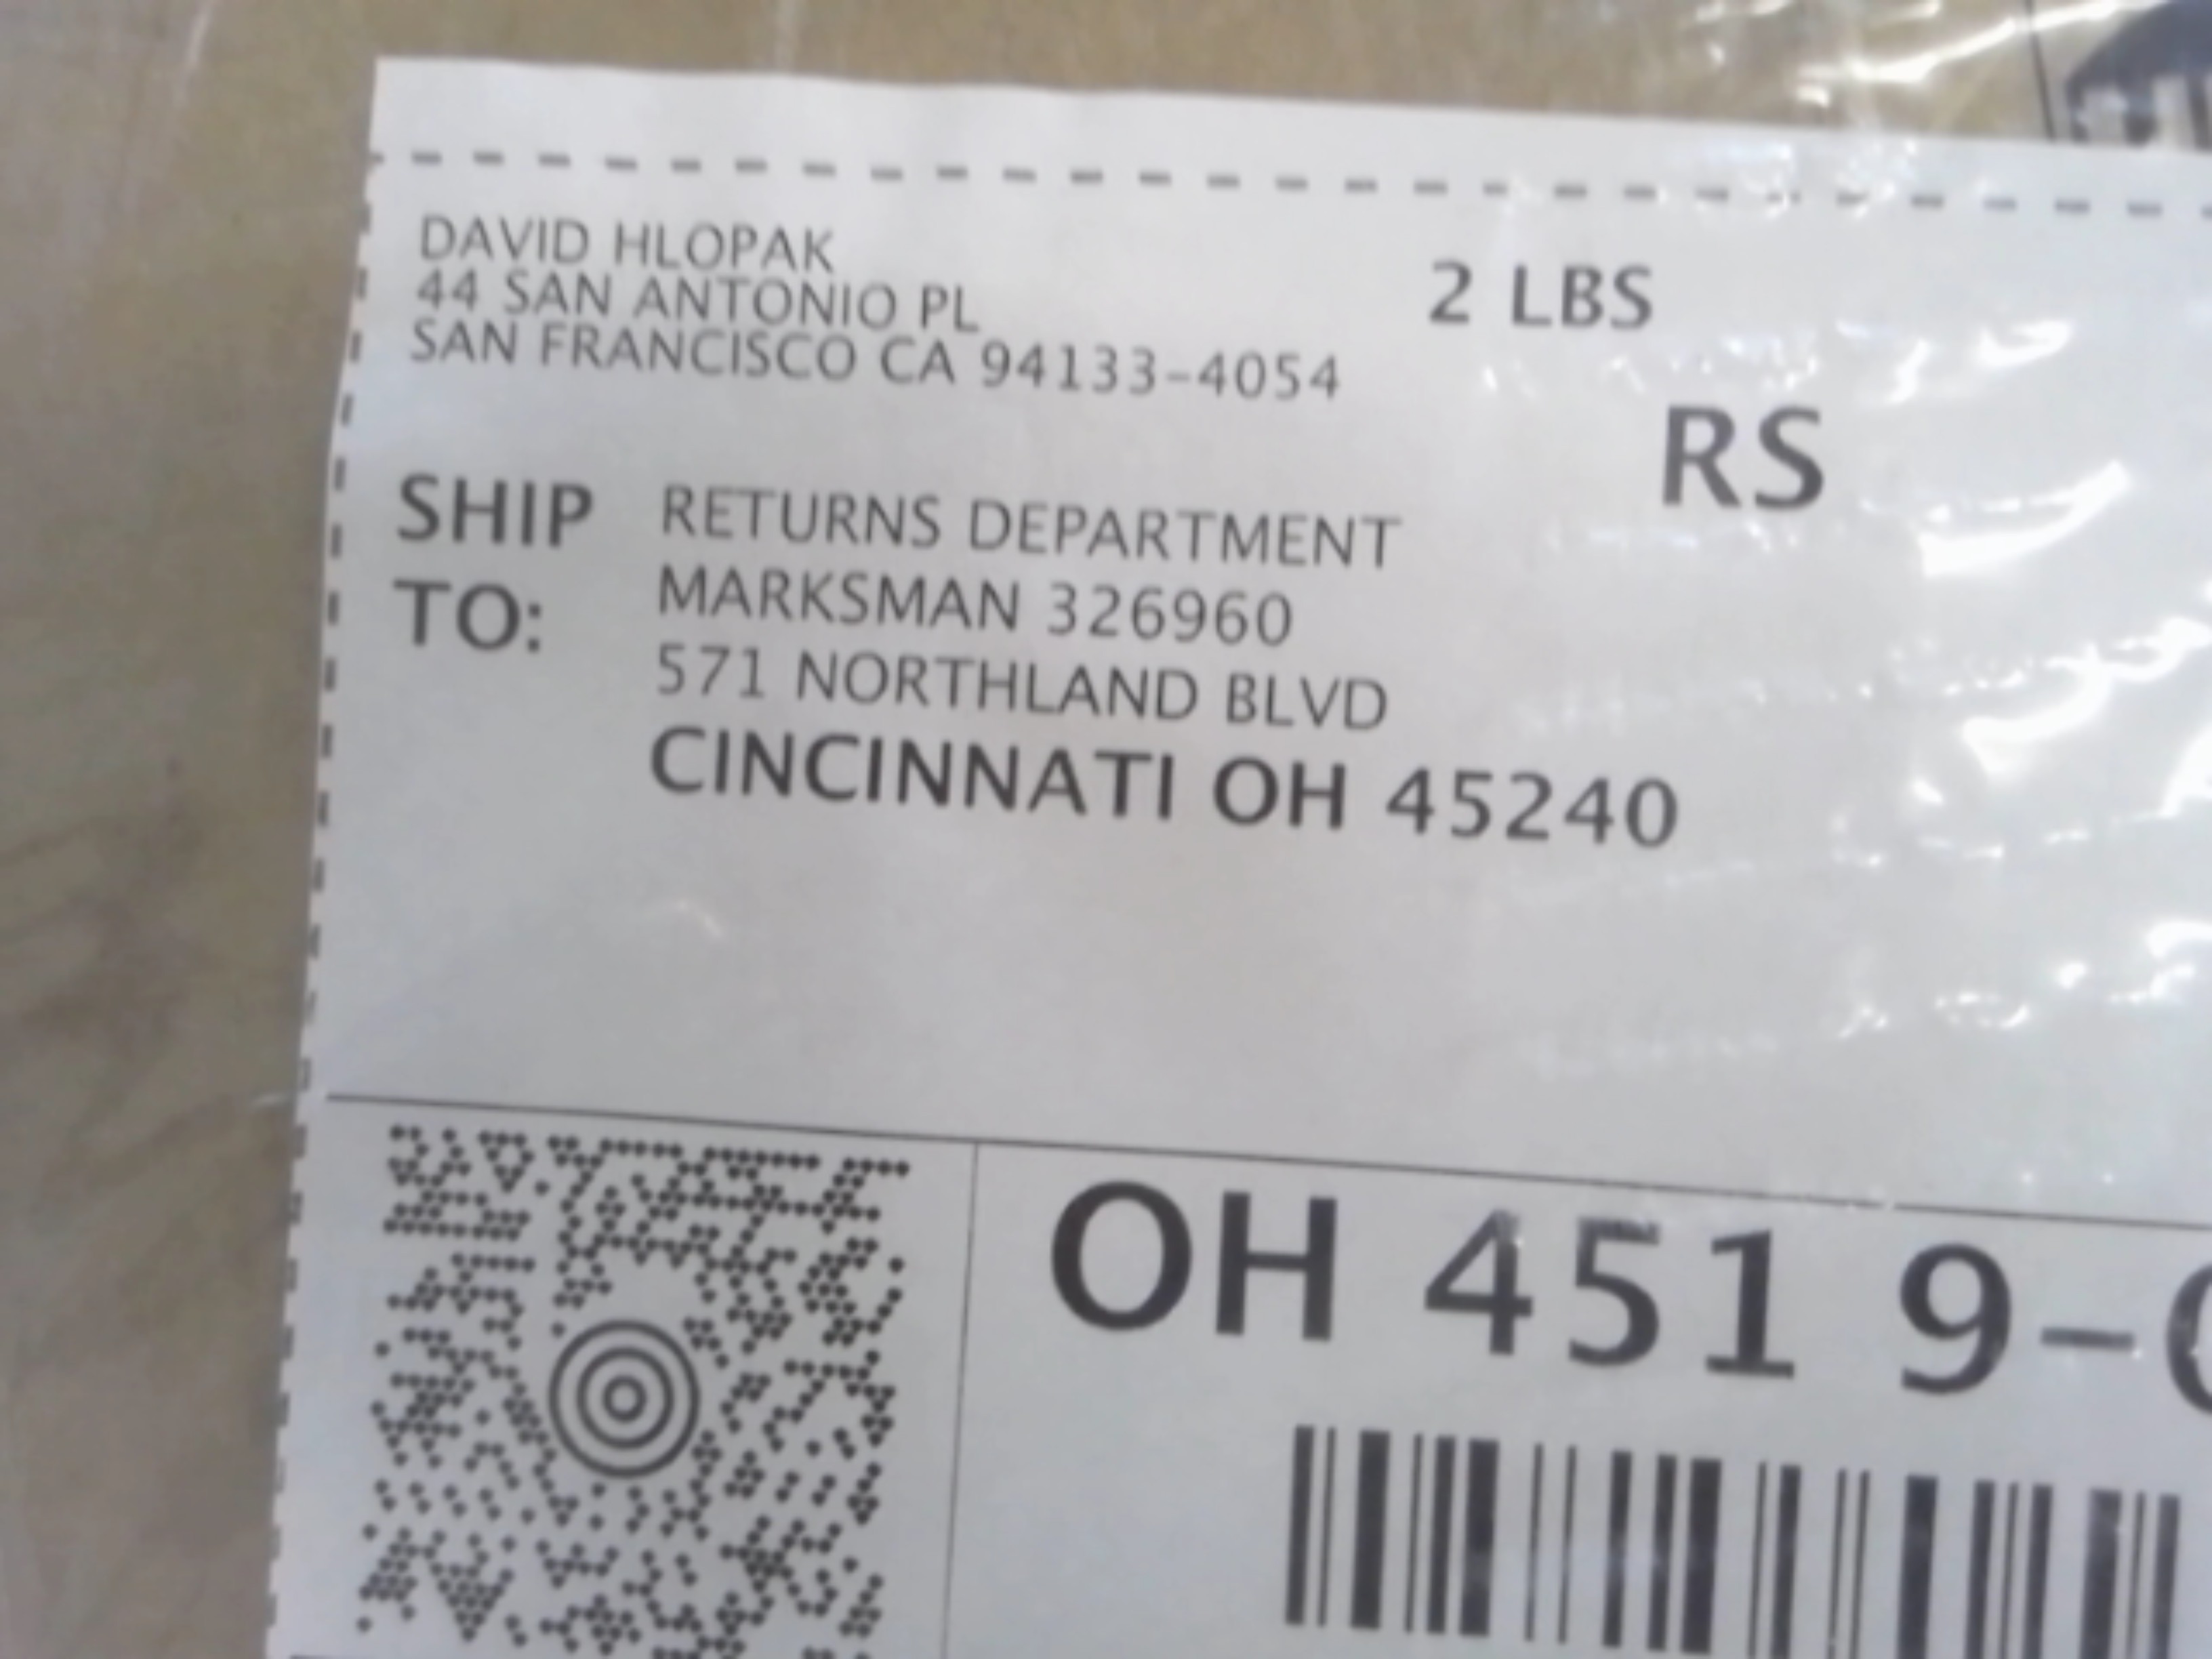 DAVID HLOPAK
44 SAN ANTONIO PL
SAN FRANCISCO CA 94133-4054
2 LBS
RS
SHIP TO:
RETURNS DEPARTMENT
MARKSMAN 326960
571 NORTHLAND BLVD
CINCINNATI OH 45240
OH 451 9-